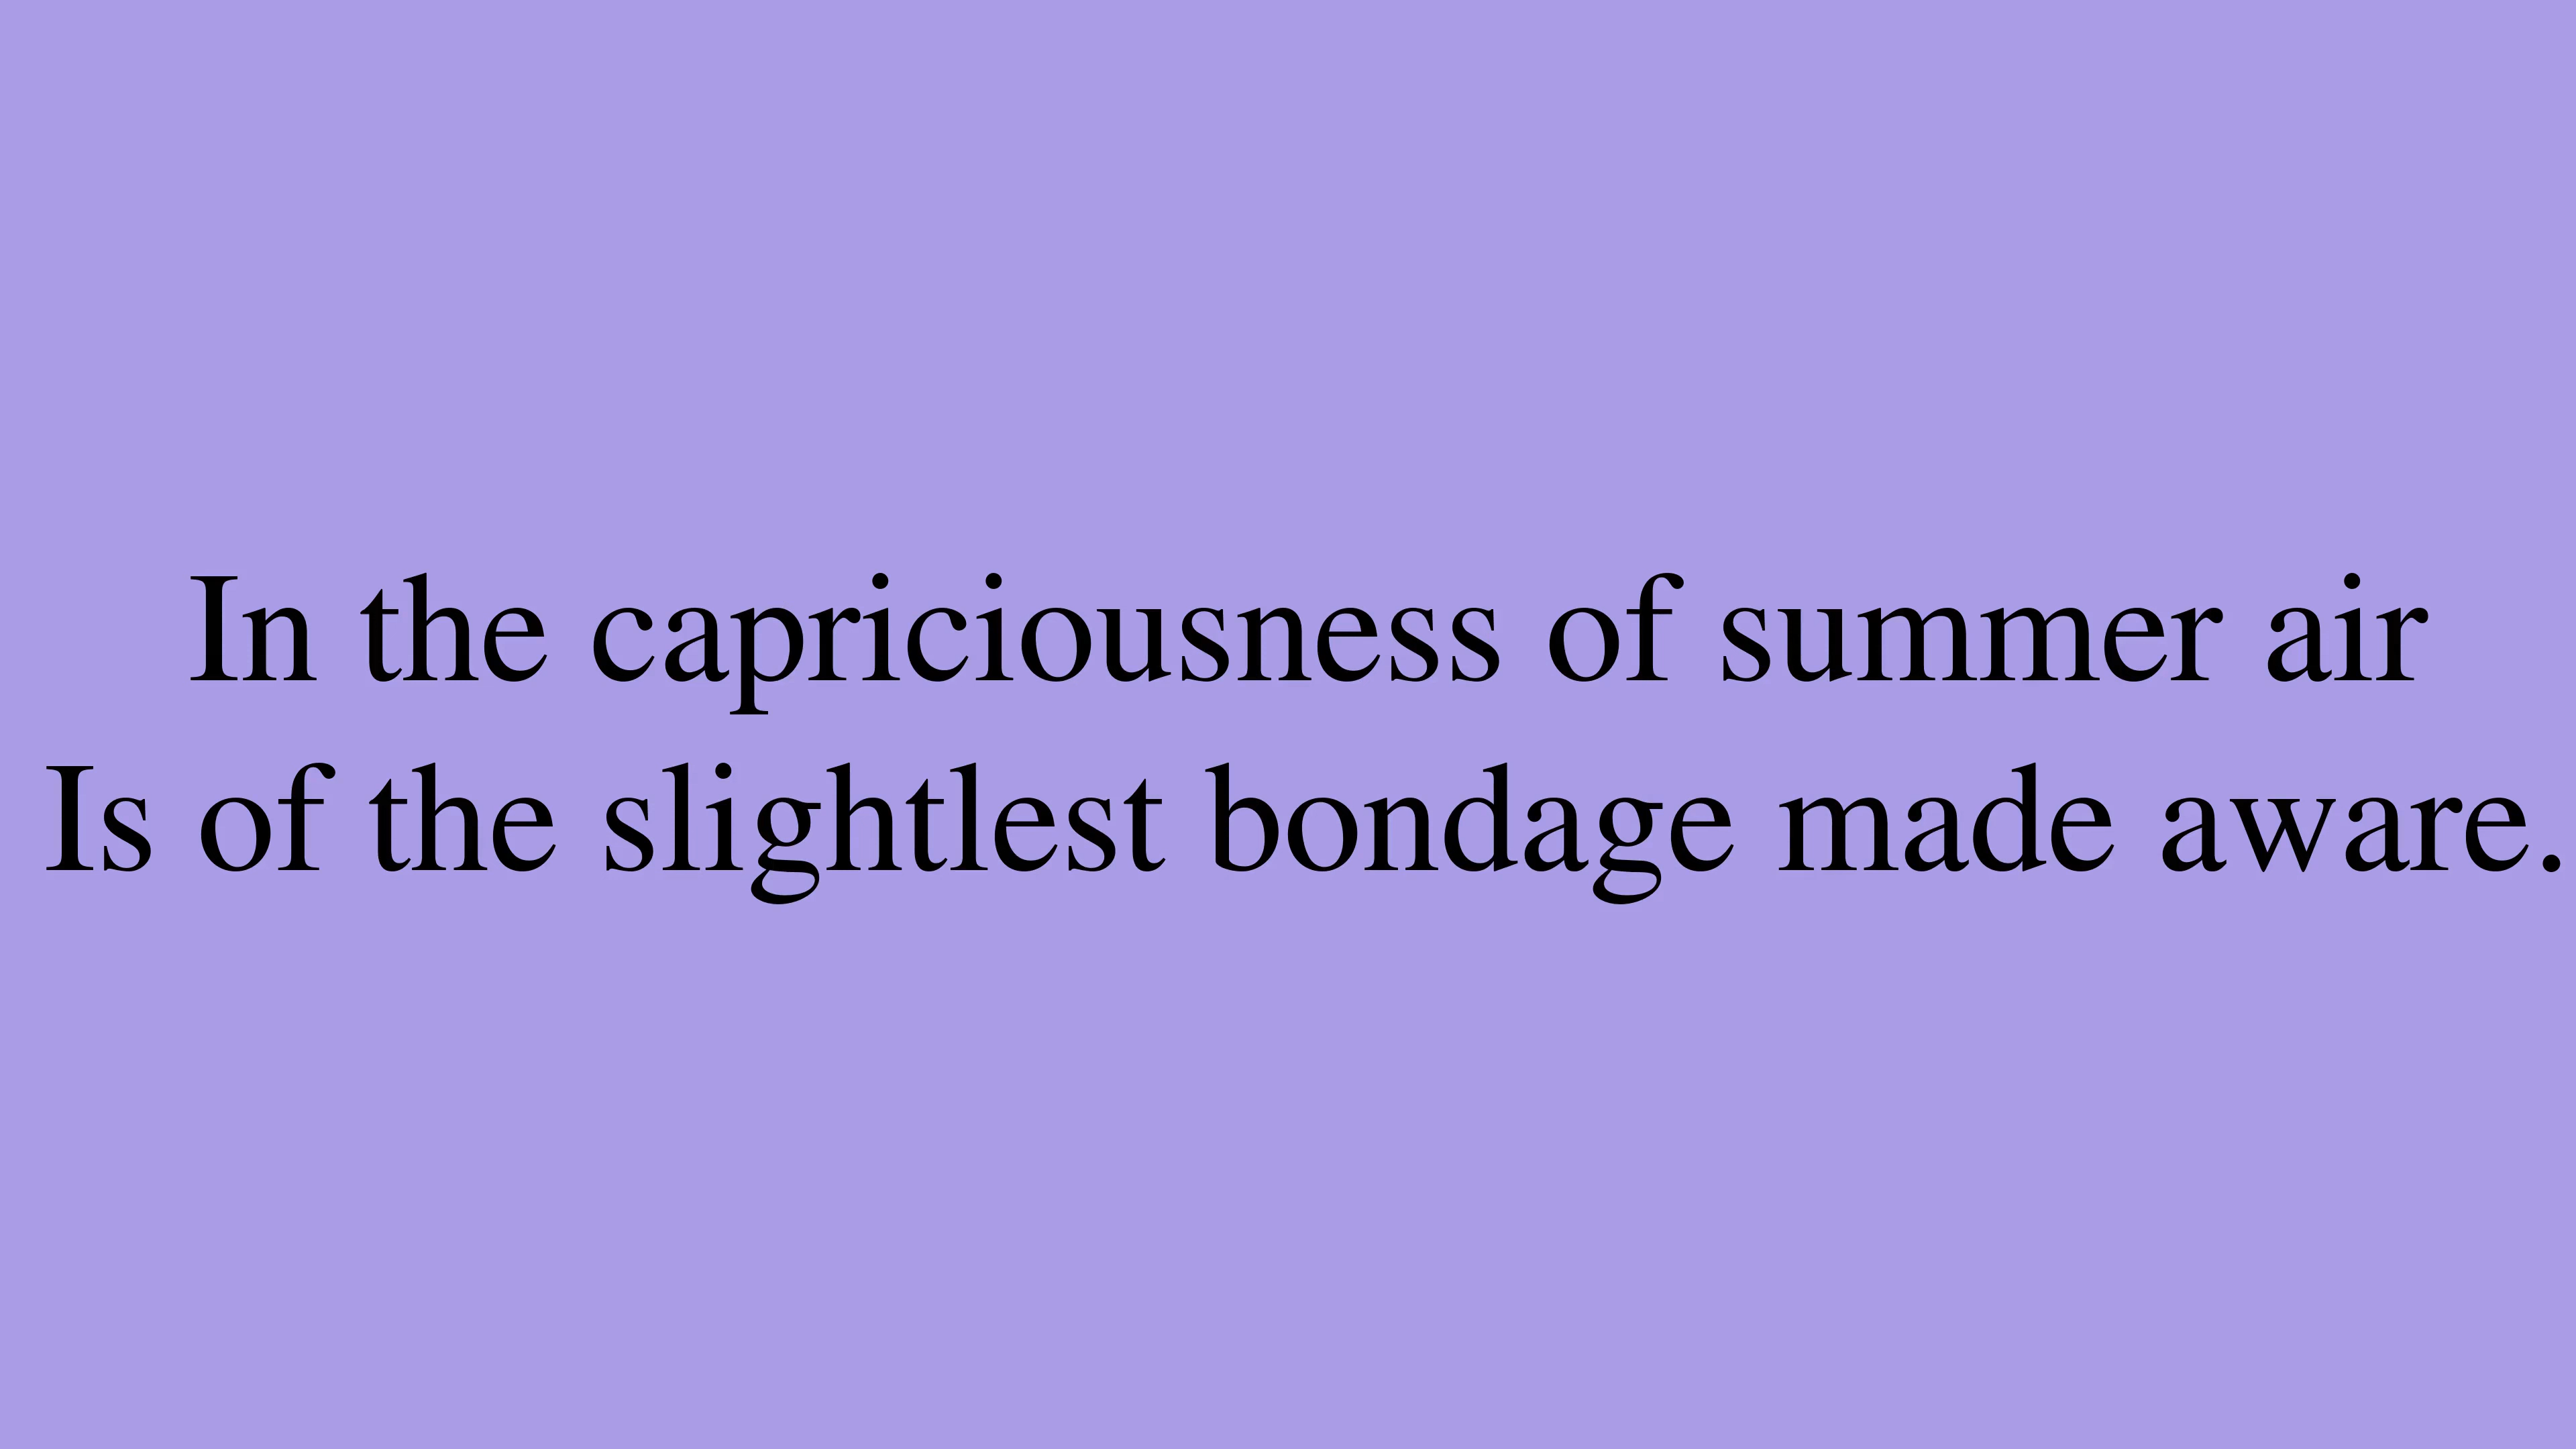 In the capriciousness of summer air
Is of the slightlest bondage made aware.